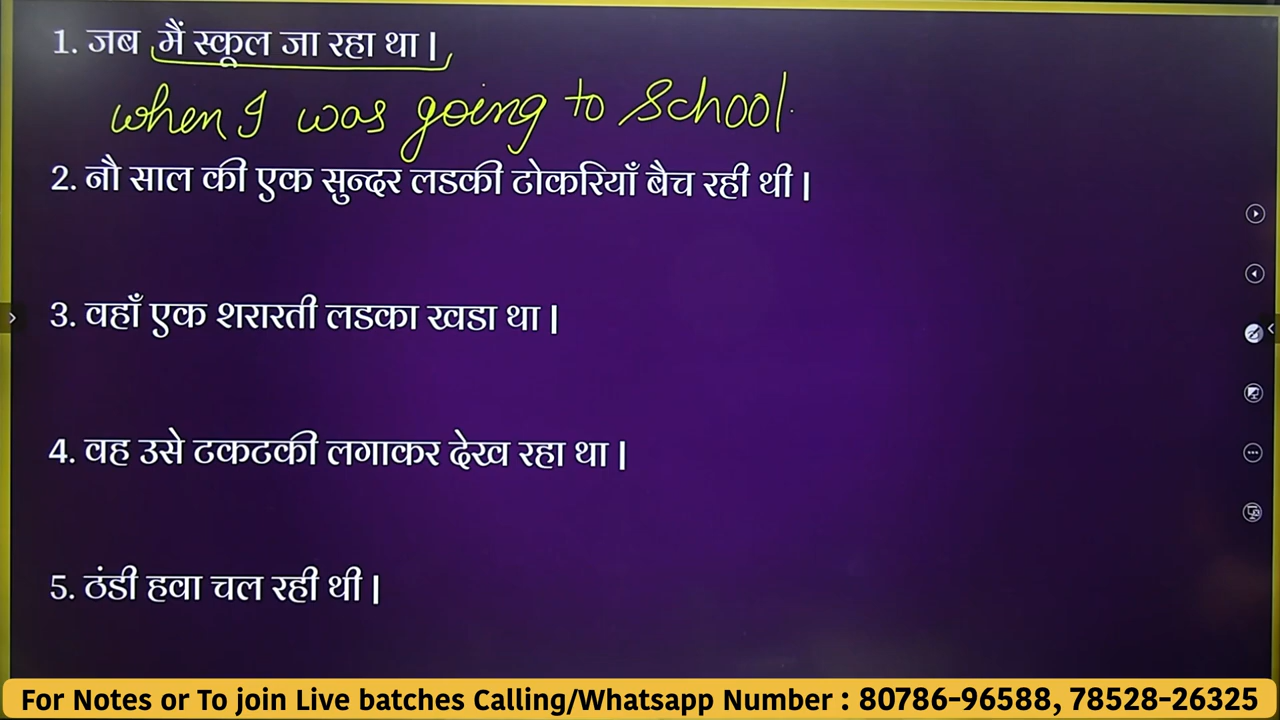 1. जब मैं स्कूल जा रहा था |
when I was going to school.
2. नौ साल की एक सुन्दर लडकी टोकरियाँ बैच रही थी |
3. वहाँ एक शरारती लडका खडा था |
4. वह उसे टकटकी लगाकर देख रहा था |
5. ठंडी हवा चल रही थी |
For Notes or To join Live batches Calling/Whatsapp Number : 80786-96588, 78528-26325